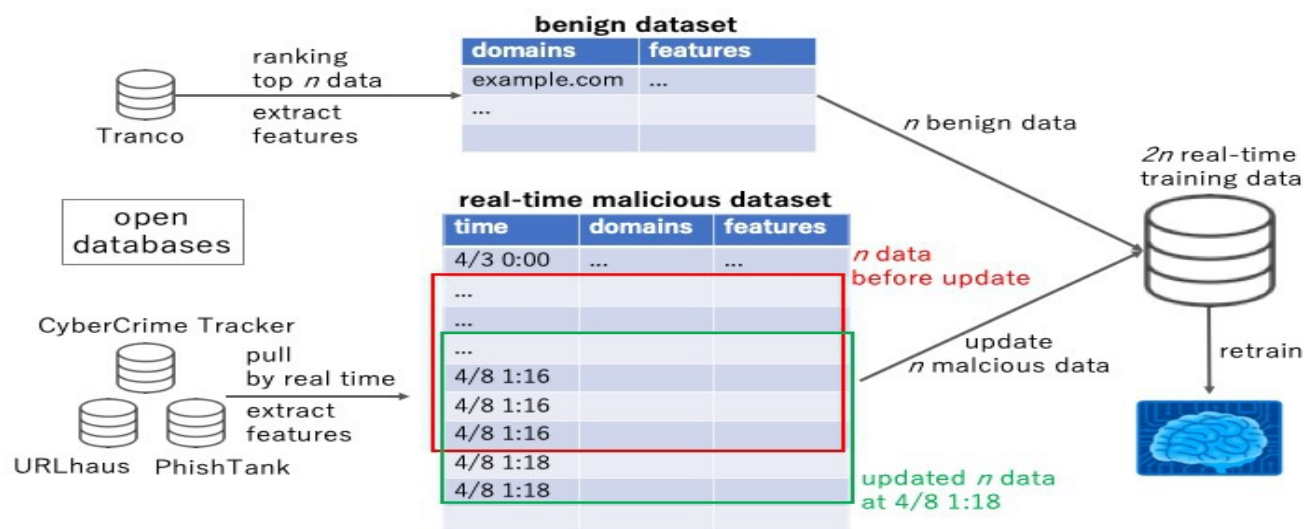 benign dataset
domains features
example.com ...
...
ranking
top n data
extract
features
Tranco
n benign data
2n real-time
training data
open
databases
real-time malicious dataset
time domains features
4/3 0:00 ... ...
...
...
...
4/8 1:16
4/8 1:16
4/8 1:16
4/8 1:18
4/8 1:18
n data
before update
CyberCrime Tracker
pull
by real time
extract
features
URLhaus PhishTank
update
n malcious data
retrain
updated n data
at 4/8 1:18